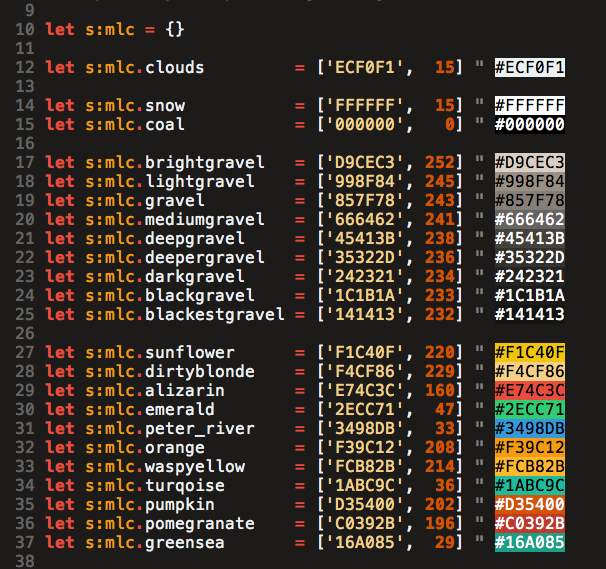 9
10 let s:mlc = {}
11
12 let s:mlc.clouds = ['ECF0F1', 15] " #ECF0F1
13
14 let s:mlc.snow = ['FFFFFF', 15] " #FFFFFF
15 let s:mlc.coal = ['000000', 0] " #000000
16
17 let s:mlc.brightgravel = ['D9CEC3', 252] " #D9CEC3
18 let s:mlc.lightgravel = ['998F84', 245] " #998F84
19 let s:mlc.gravel = ['857F78', 243] " #857F78
20 let s:mlc.mediumgravel = ['666462', 241] " #666462
21 let s:mlc.deepgravel = ['45413B', 238] " #45413B
22 let s:mlc.deepergravel = ['35322D', 236] " #35322D
23 let s:mlc.darkgravel = ['242321', 234] " #242321
24 let s:mlc.blackgravel = ['1C1B1A', 233] " #1C1B1A
25 let s:mlc.blackestgravel = ['141413', 232] " #141413
26
27 let s:mlc.sunflower = ['F1C40F', 220] " #F1C40F
28 let s:mlc.dirtyblonde = ['F4CF86', 229] " #F4CF86
29 let s:mlc.alizarin = ['E74C3C', 160] " #E74C3C
30 let s:mlc.emerald = ['2ECC71', 47] " #2ECC71
31 let s:mlc.peter_river = ['3498DB', 33] " #3498DB
32 let s:mlc.orange = ['F39C12', 208] " #F39C12
33 let s:mlc.waspyellow = ['FCB82B', 214] " #FCB82B
34 let s:mlc.turqoise = ['1ABC9C', 36] " #1ABC9C
35 let s:mlc.pumpkin = ['D35400', 202] " #D35400
36 let s:mlc.pomegranate = ['C0392B', 196] " #C0392B
37 let s:mlc.greensea = ['16A085', 29] " #16A085
38